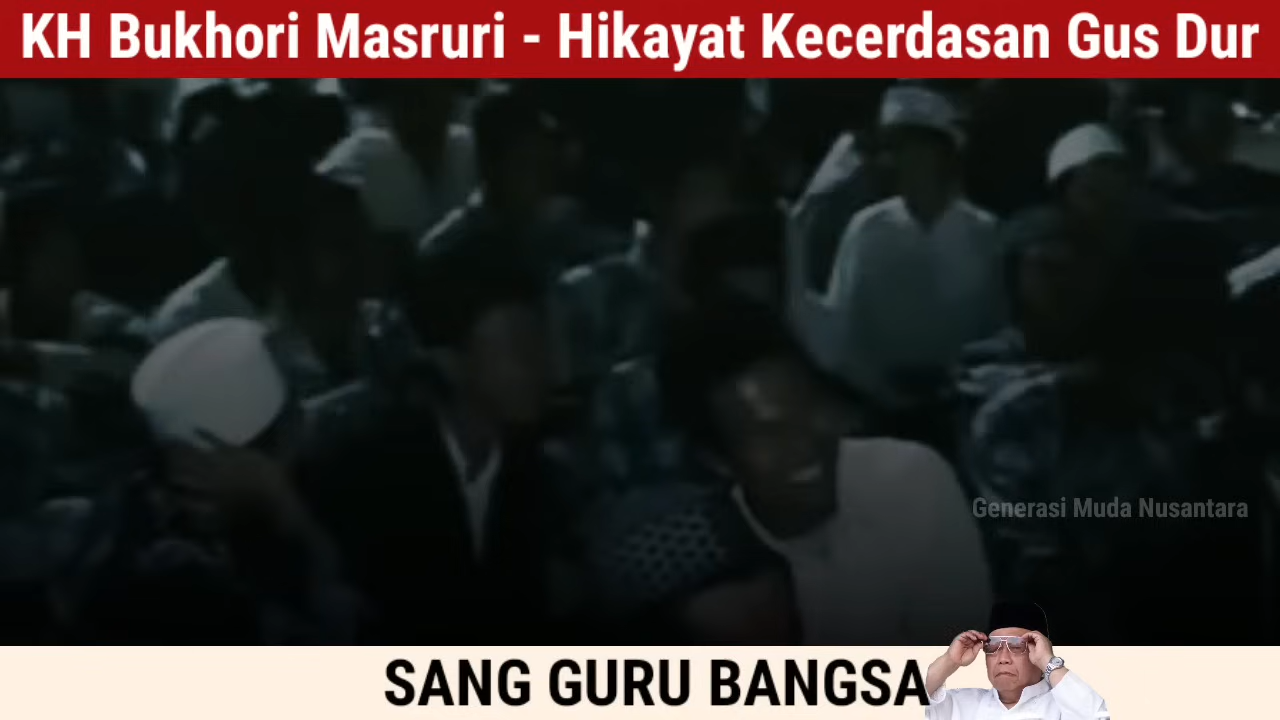 KH Bukhori Masruri - Hikayat Kecerdasan Gus Dur
Generasi Muda Nusantara
SANG GURU BANGSA